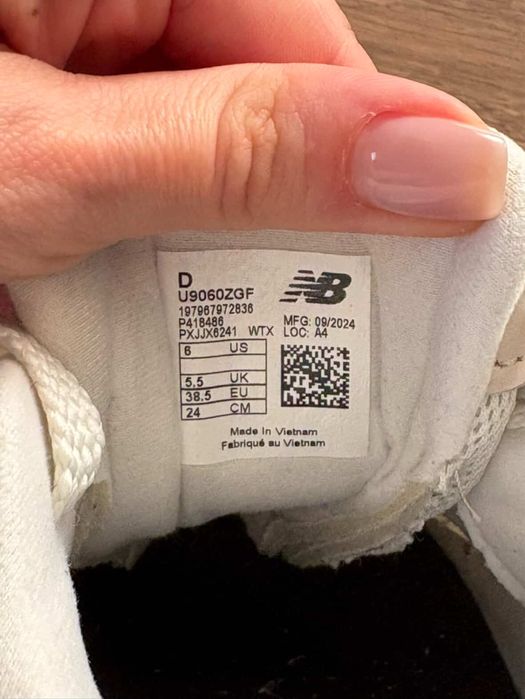 D
U9060ZGF
197967972836
P418486
PXJJX6241 WTX
NB
MFG: 09/2024
LOC: A4
6 US
5.5 UK
38.5 EU
24 CM
Made In Vietnam
Fabriqué au Vietnam